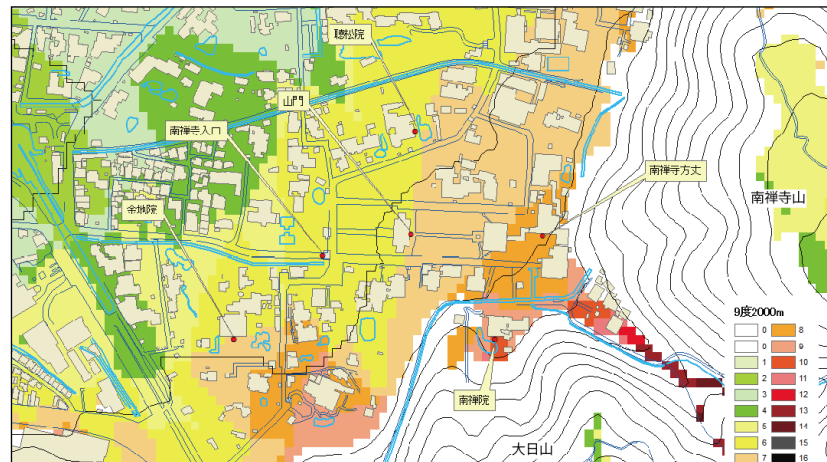 聴松院
山門
南禅寺入口
南禅寺方丈
南禅寺山
金地院
9度2000m
0 8
0 9
1 10
2 11
3 12
4 13
5 14
6 15
7 16
南禅院
大日山